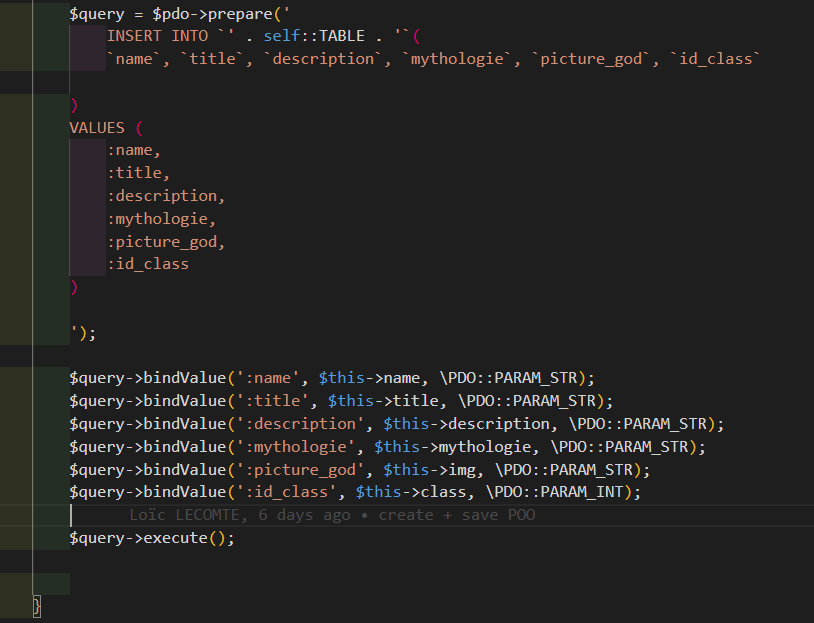 $query = $pdo->prepare('
INSERT INTO `' . self::TABLE . '`(
`name`, `title`, `description`, `mythologie`, `picture_god`, `id_class`
)
VALUES (
:name,
:title,
:description,
:mythologie,
:picture_god,
:id_class
)
');
$query->bindValue(':name', $this->name, \PDO::PARAM_STR);
$query->bindValue(':title', $this->title, \PDO::PARAM_STR);
$query->bindValue(':description', $this->description, \PDO::PARAM_STR);
$query->bindValue(':mythologie', $this->mythologie, \PDO::PARAM_STR);
$query->bindValue(':picture_god', $this->img, \PDO::PARAM_STR);
$query->bindValue(':id_class', $this->class, \PDO::PARAM_INT);
Loïc LECOMTE, 6 days ago • create + save POO
$query->execute();
}